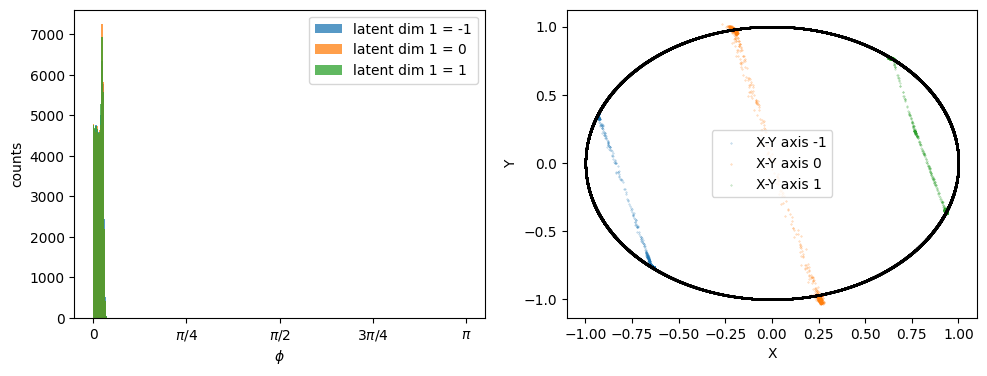 7000
6000
5000
4000
3000
2000
1000
0
counts
0
π/4
π/2
3π/4
π
ϕ
latent dim 1 = -1
latent dim 1 = 0
latent dim 1 = 1
1.0
0.5
0.0
−0.5
−1.0
Y
−1.00
−0.75
−0.50
−0.25
0.00
0.25
0.50
0.75
1.00
X
X-Y axis -1
X-Y axis 0
X-Y axis 1